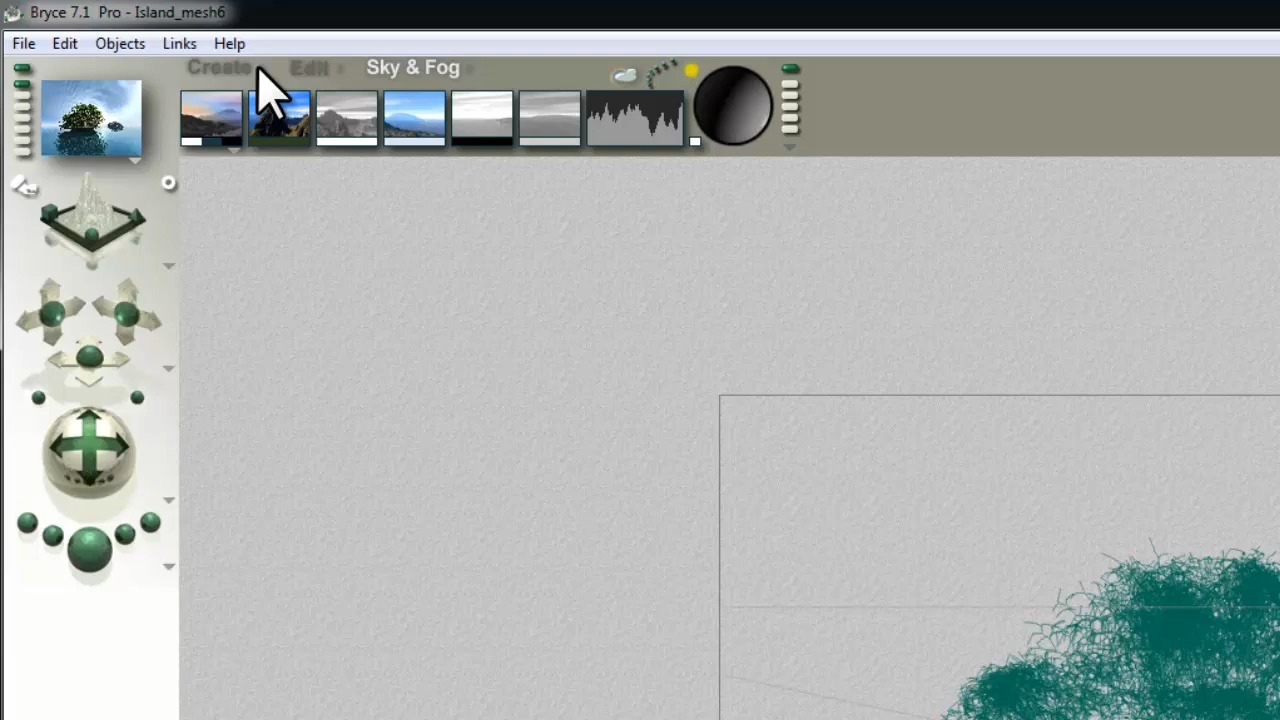 Bryce 7.1 Pro - Island_mesh6
File Edit Objects Links Help
Create Edit Sky & Fog